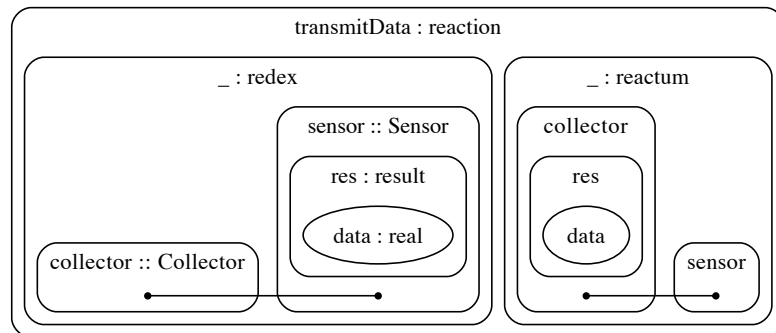 transmitData : reaction
_ : redex
_ : reactum
sensor :: Sensor
collector
res : result
res
data : real
data
collector :: Collector
sensor